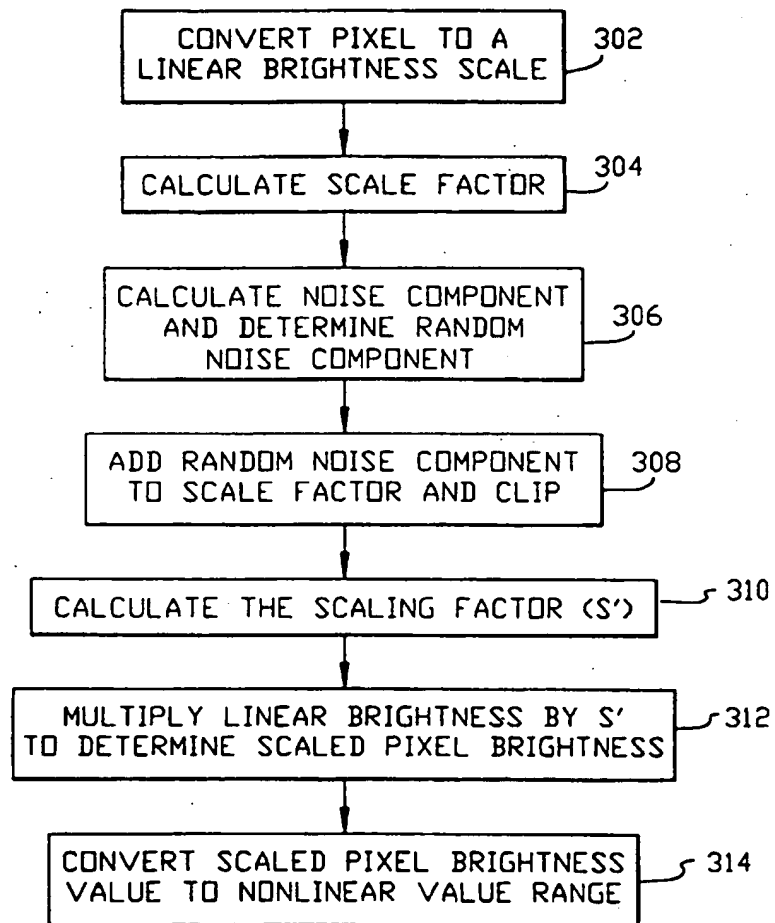 CONVERT PIXEL TO A
LINEAR BRIGHTNESS SCALE
302
CALCULATE SCALE FACTOR
304
CALCULATE NOISE COMPONENT
AND DETERMINE RANDOM
NOISE COMPONENT
306
ADD RANDOM NOISE COMPONENT
TO SCALE FACTOR AND CLIP
308
CALCULATE THE SCALING FACTOR (S')
310
MULTIPLY LINEAR BRIGHTNESS BY S'
TO DETERMINE SCALED PIXEL BRIGHTNESS
312
CONVERT SCALED PIXEL BRIGHTNESS
VALUE TO NONLINEAR VALUE RANGE
314